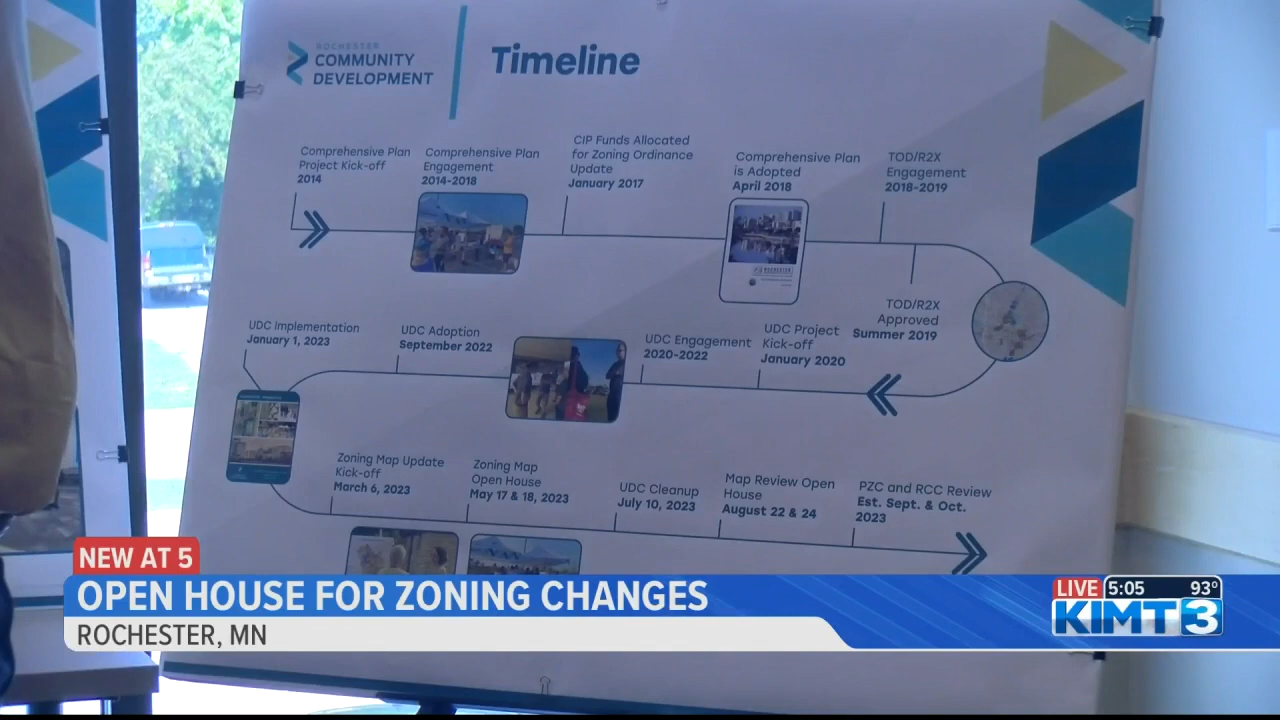 ROCHESTER
COMMUNITY
DEVELOPMENT
Timeline
Comprehensive Plan
Project Kick-off
2014
Comprehensive Plan
Engagement
2014-2018
CIP Funds Allocated
for Zoning Ordinance
Update
January 2017
Comprehensive Plan
is Adopted
April 2018
TOD/R2X
Engagement
2018-2019
TOD/R2X
Approved
Summer 2019
UDC Project
Kick-off
January 2020
UDC Engagement
2020-2022
UDC Adoption
September 2022
UDC Implementation
January 1, 2023
Zoning Map Update
Kick-off
March 6, 2023
Zoning Map
Open House
May 17 & 18, 2023
UDC Cleanup
July 10, 2023
Map Review Open
House
August 22 & 24
PZC and RCC Review
Est. Sept. & Oct.
2023
NEW AT 5
OPEN HOUSE FOR ZONING CHANGES
ROCHESTER, MN
LIVE 5:05 93°
KIMT 3